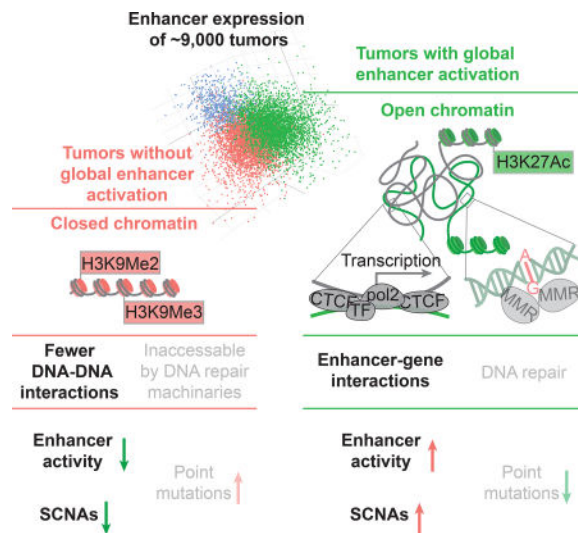 Enhancer expression
of ~9,000 tumors
Tumors with global
enhancer activation
Open chromatin
H3K27Ac
Tumors without
global enhancer
activation
Closed chromatin
H3K9Me2
H3K9Me3
Transcription
CTCF
TF
pol2
CTCF
A
G
MMR
MMR
Fewer
DNA-DNA
interactions
Inaccessable
by DNA repair
machinaries
Enhancer-gene
interactions
DNA repair
Enhancer
activity
SCNAs
Point
mutations
Enhancer
activity
SCNAs
Point
mutations